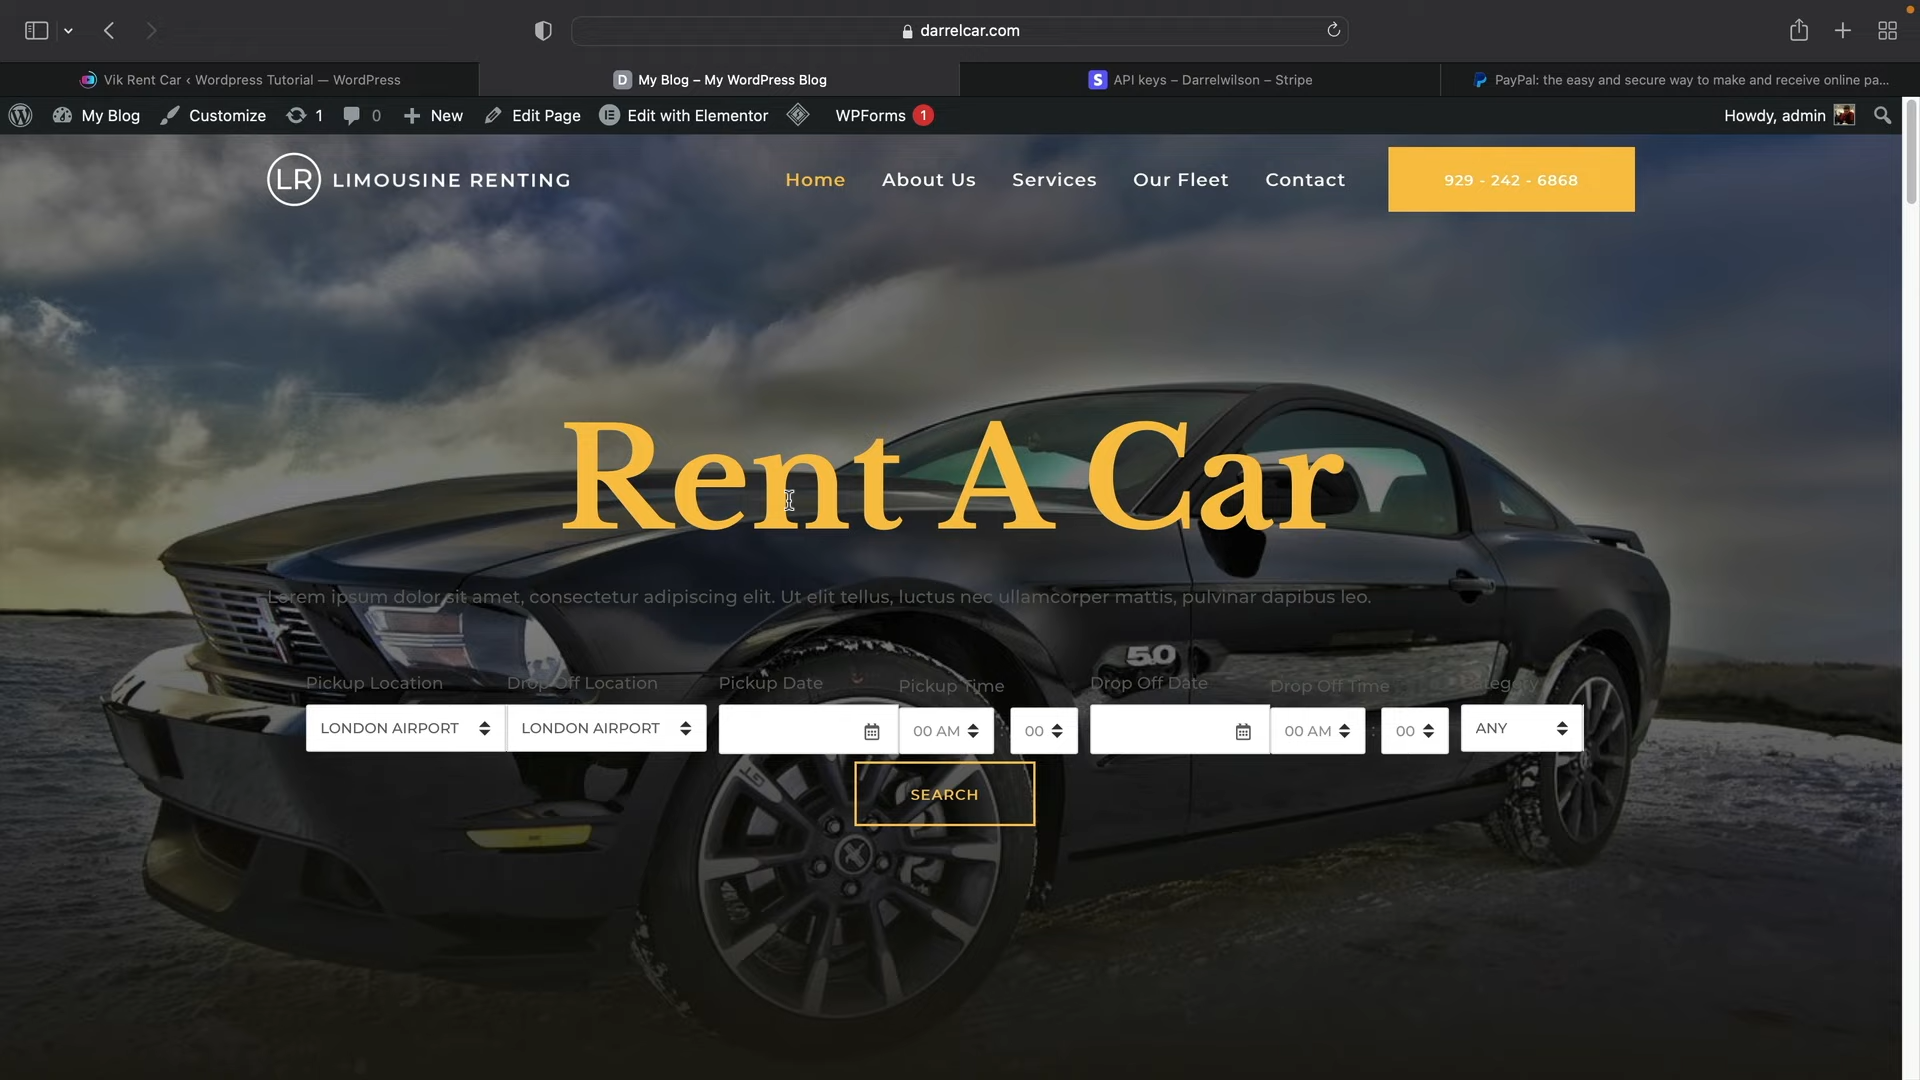 darrelcar.com
Vik Rent Car ‹ Wordpress Tutorial — WordPress
My Blog – My WordPress Blog
API keys – Darrelwilson – Stripe
PayPal: the easy and secure way to make and receive online pa...
My Blog Customize 1 0 New Edit Page Edit with Elementor WPForms 1 Howdy, admin
LR LIMOUSINE RENTING
Home About Us Services Our Fleet Contact 929 - 242 - 6868
Rent A Car
Lorem ipsum dolor sit amet, consectetur adipiscing elit. Ut elit tellus, luctus nec ullamcorper mattis, pulvinar dapibus leo.
5.0
Pickup Location Drop Off Location Pickup Date Pickup Time Drop Off Date Drop Off Time Category
LONDON AIRPORT LONDON AIRPORT 00 AM : 00 00 AM : 00 ANY
SEARCH